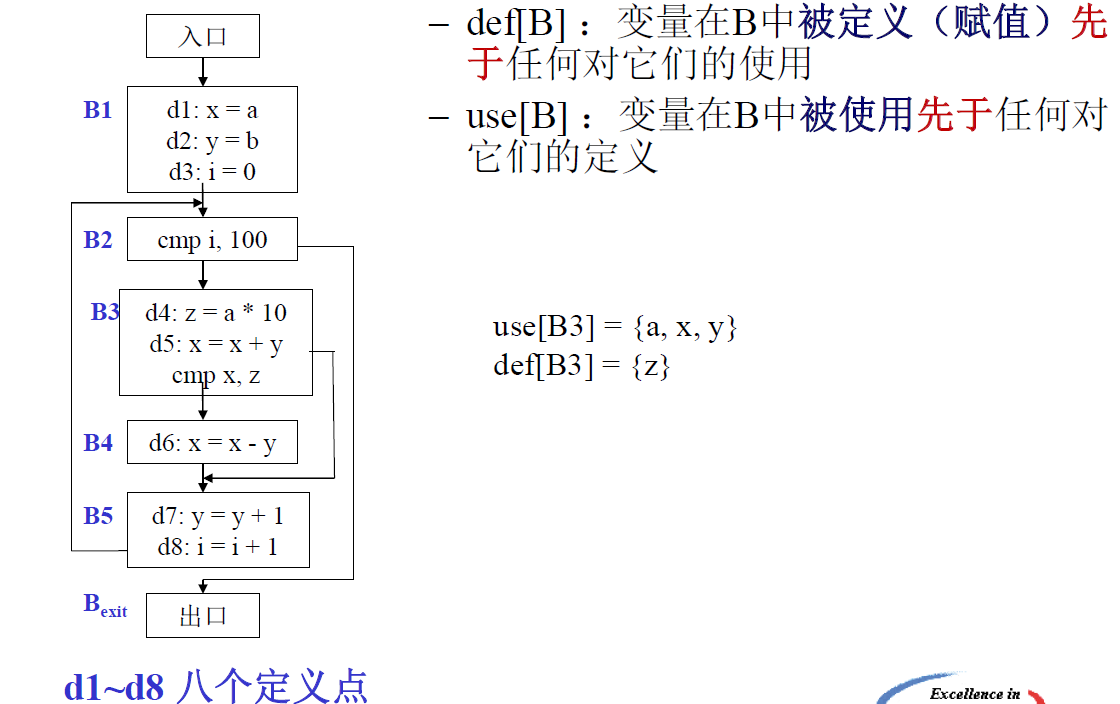 入口
B1
d1: x = a
d2: y = b
d3: i = 0
B2
cmp i, 100
B3
d4: z = a * 10
d5: x = x + y
cmp x, z
B4
d6: x = x - y
B5
d7: y = y + 1
d8: i = i + 1
Bexit
出口
d1~d8 八个定义点
– def[B] ：变量在B中被定义（赋值）先
于任何对它们的使用
– use[B] ：变量在B中被使用先于任何对
它们的定义
use[B3] = {a, x, y}
def[B3] = {z}
Excellence in